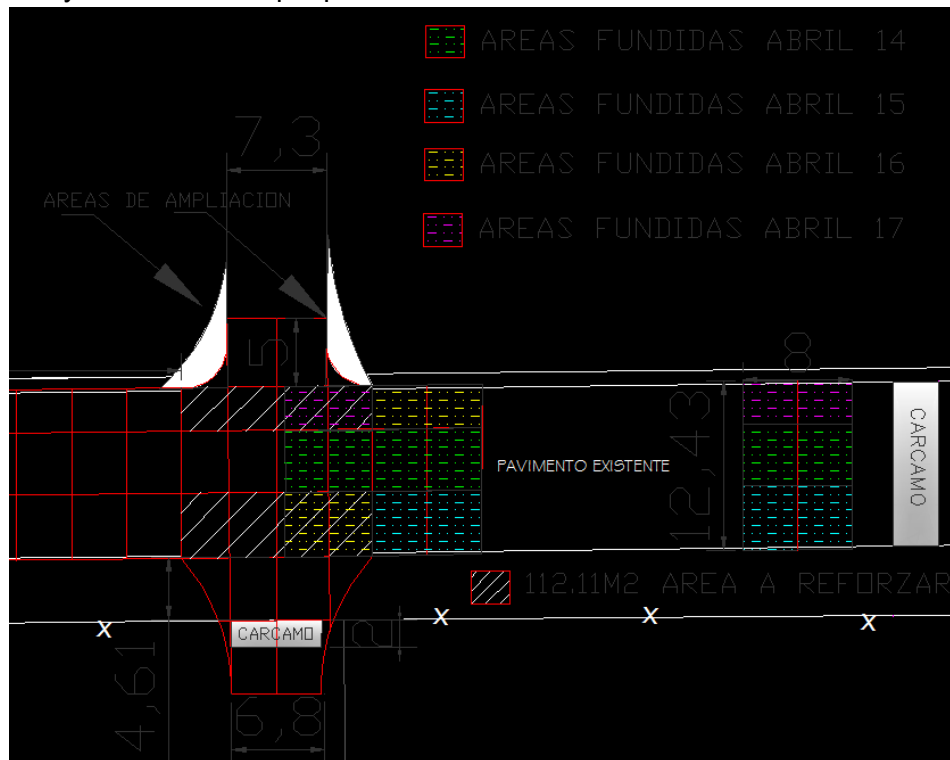 AREAS FUNDIDAS ABRIL 14
AREAS FUNDIDAS ABRIL 15
7,3
AREAS FUNDIDAS ABRIL 16
AREAS DE AMPLIACION
AREAS FUNDIDAS ABRIL 17
5
8
CARCAMO
12,43
PAVIMENTO EXISTENTE
112.11M2 AREA A REFORZAR
X
X
X
X
CARCAMO
2
4,61
6,8